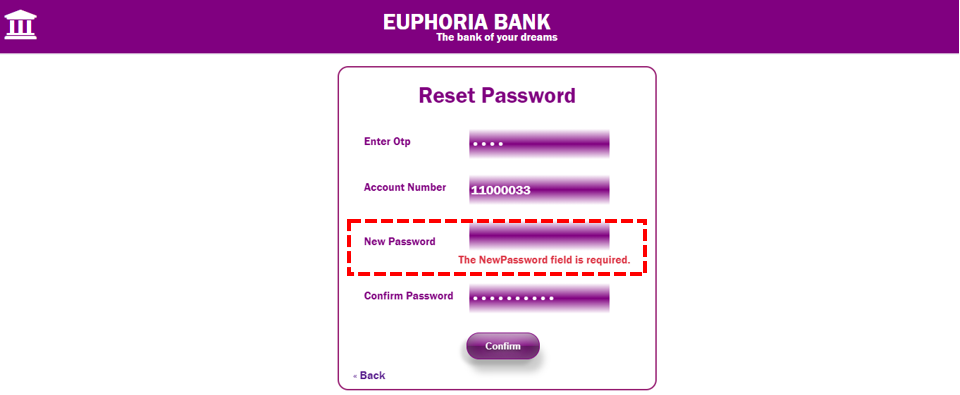 EUPHORIA BANK
The bank of your dreams
Reset Password
Enter Otp
Account Number 11000033
New Password
The NewPassword field is required.
Confirm Password
Confirm
« Back